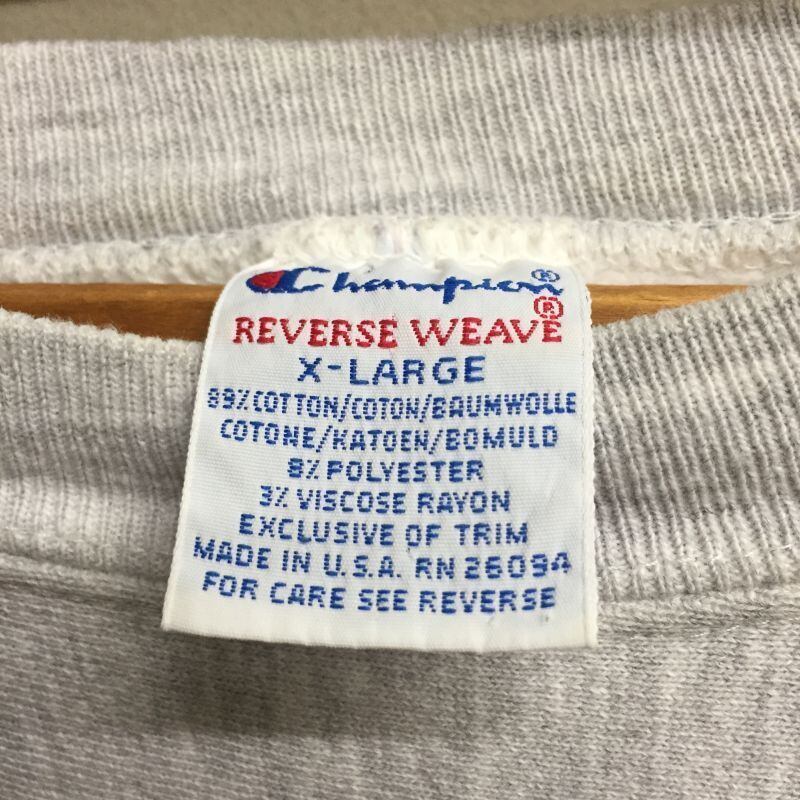 Champion®
REVERSE WEAVE®
X-LARGE
89% COTTON/COTON/BAUMWOLLE
COTONE/KATOEN/BOMULD
8% POLYESTER
3% VISCOSE RAYON
EXCLUSIVE OF TRIM
MADE IN U.S.A. RN 26094
FOR CARE SEE REVERSE